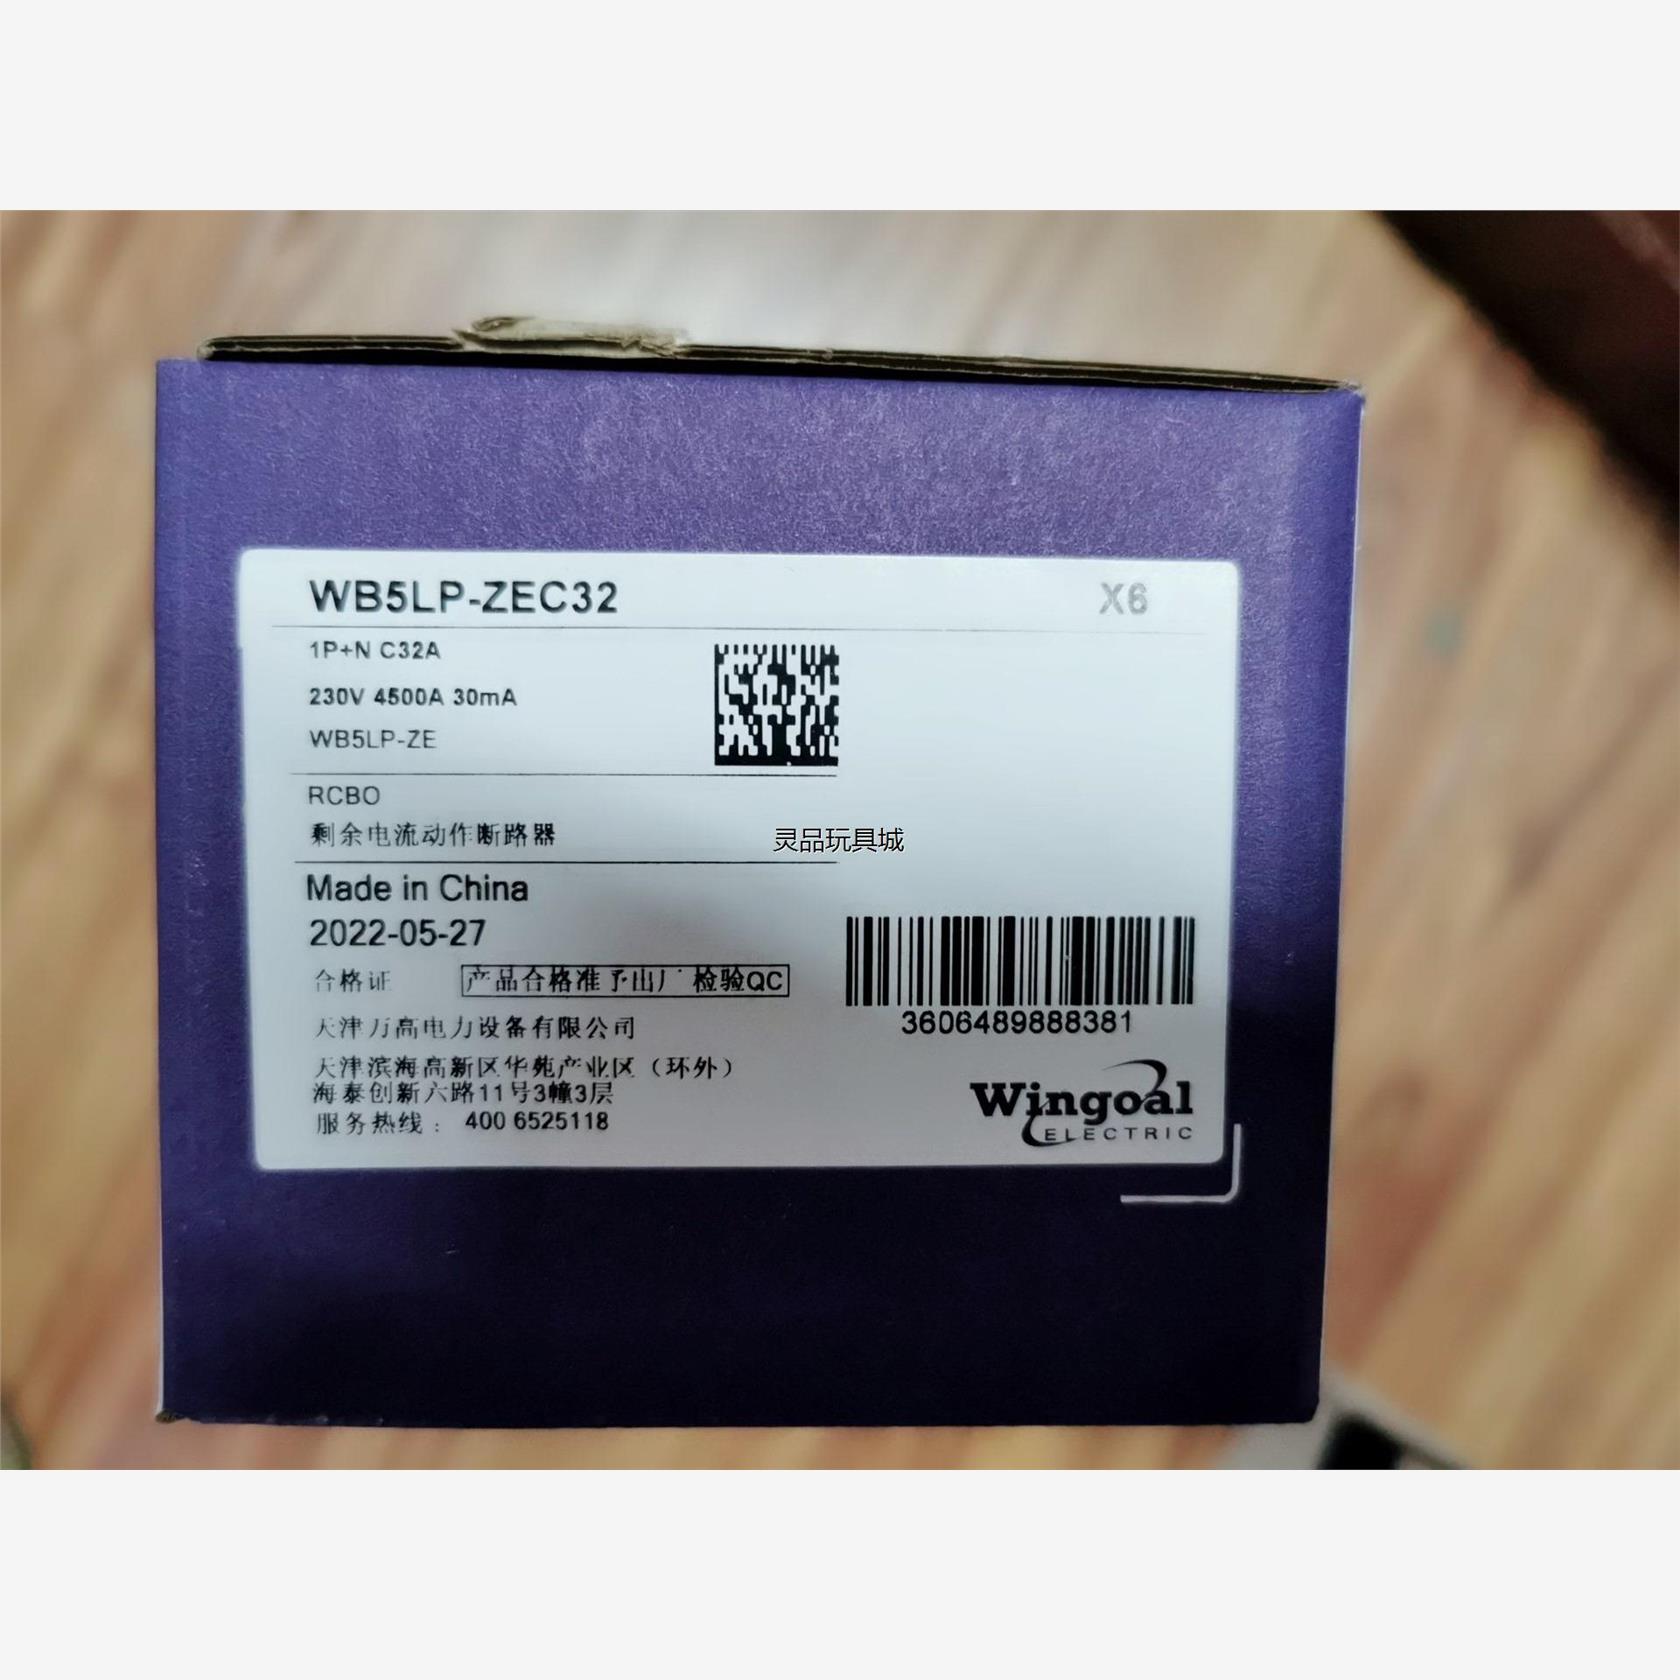 WB5LP-ZEC32 X6
1P+N C32A
230V 4500A 30mA
WB5LP-ZE
RCBO
剩余电流动作断路器
灵品玩具城
Made in China
2022-05-27
合格证 产品合格准予出厂 检验QC
3606489888381
天津万高电力设备有限公司
天津滨海高新区华苑产业区（环外）
海泰创新六路11号3幢3层
服务热线： 400 6525118
Wingoal
ELECTRIC